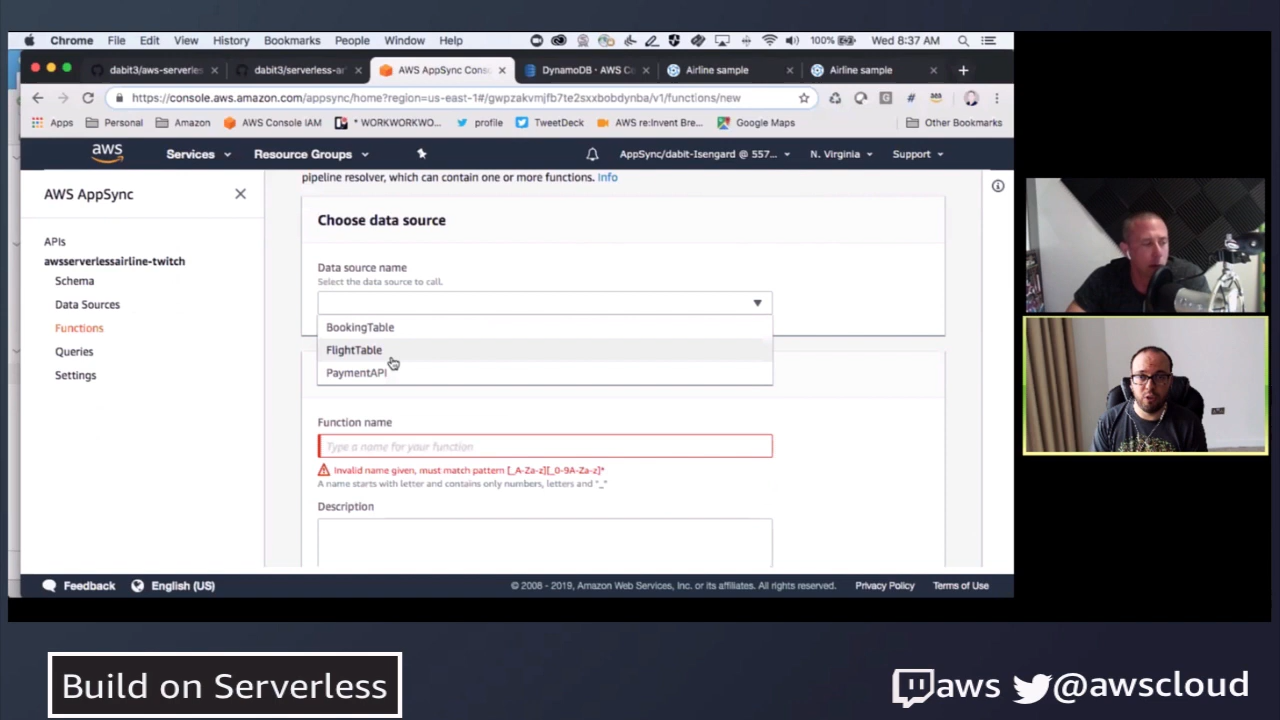 Chrome File Edit View History Bookmarks People Window Help 100% Wed 8:37 AM
dabit3/aws-serverles dabit3/serverless-ar AWS AppSync Conso DynamoDB · AWS Co Airline sample Airline sample
https://console.aws.amazon.com/appsync/home?region=us-east-1#/gwpzakvmjfb7te2sxxbobdynba/v1/functions/new
Apps Personal Amazon AWS Console IAM * WORKWORKWO... profile TweetDeck AWS re:Invent Bre... Google Maps Other Bookmarks
aws Services Resource Groups AppSync/dabit-Isengard @ 557... N. Virginia Support
AWS AppSync
APIs
awsserverlessairline-twitch
Schema
Data Sources
Functions
Queries
Settings
pipeline resolver, which can contain one or more functions. Info
Choose data source
Data source name
Select the data source to call.
BookingTable
FlightTable
PaymentAPI
Function name
Type a name for your function
Invalid name given, must match pattern [_A-Za-z][_0-9A-Za-z]*
A name starts with letter and contains only numbers, letters and "_"
Description
Feedback English (US) © 2008 - 2019, Amazon Web Services, Inc. or its affiliates. All rights reserved. Privacy Policy Terms of Use
Build on Serverless
aws @awscloud